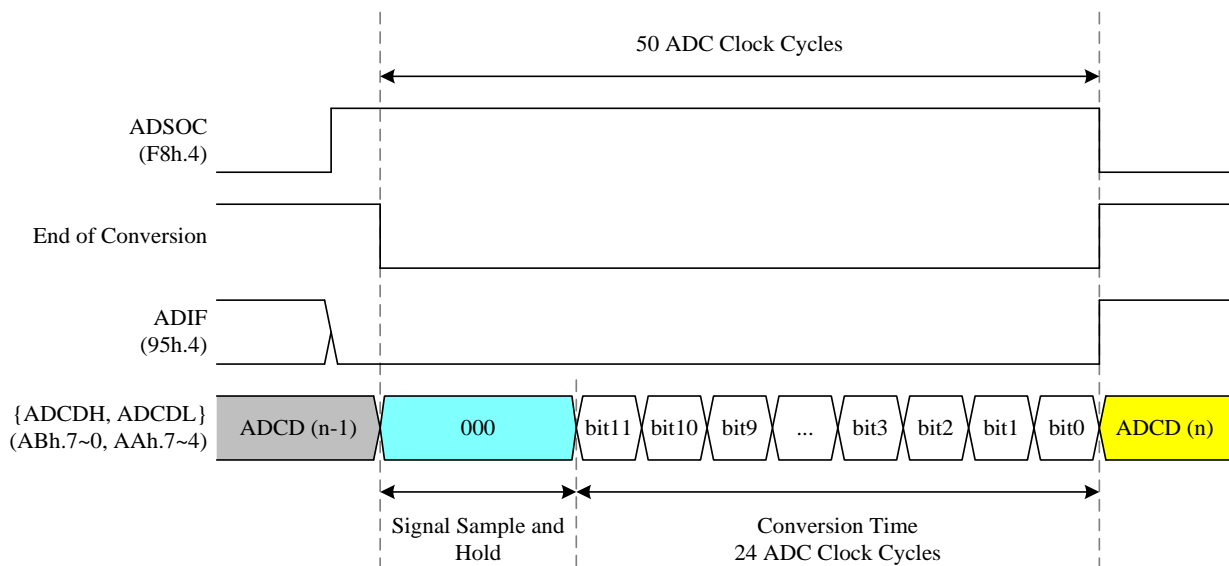 50 ADC Clock Cycles
ADSOC
(F8h.4)
End of Conversion
ADIF
(95h.4)
{ADCDH, ADCDL}
(ABh.7~0, AAh.7~4)
ADCD (n-1)
000
bit11
bit10
bit9
...
bit3
bit2
bit1
bit0
ADCD (n)
Signal Sample and
Hold
Conversion Time
24 ADC Clock Cycles